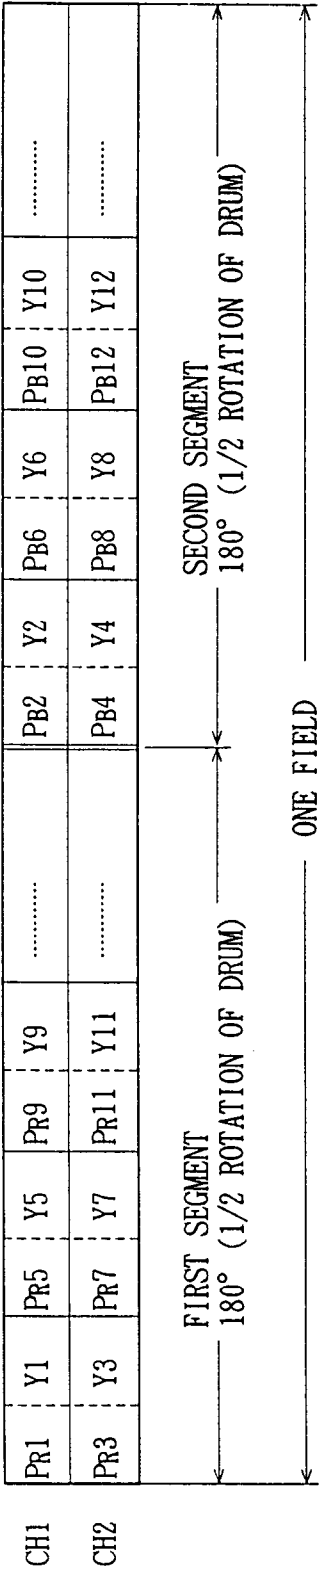 CH1 PR1 Y1 PR5 Y5 PR9 Y9 ............ PB2 Y2 PB6 Y6 PB10 Y10 ............
CH2 PR3 Y3 PR7 Y7 PR11 Y11 ............ PB4 Y4 PB8 Y8 PB12 Y12 ............
FIRST SEGMENT
180° (1/2 ROTATION OF DRUM)
SECOND SEGMENT
180° (1/2 ROTATION OF DRUM)
ONE FIELD